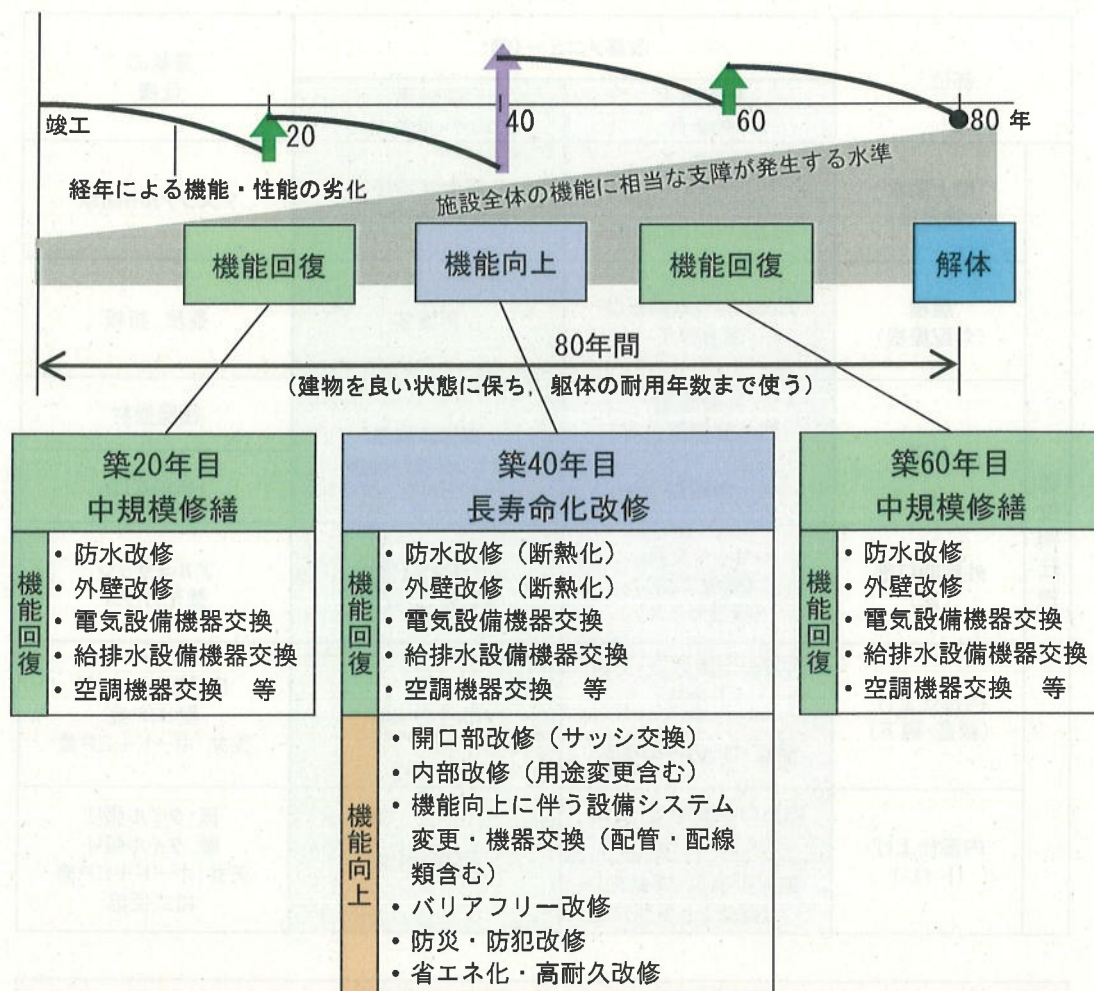 竣工
20
40
60
80 年
経年による機能・性能の劣化
施設全体の機能に相当な支障が発生する水準
機能回復
機能向上
機能回復
解体
80年間
（建物を良い状態に保ち，躯体の耐用年数まで使う）
築20年目
中規模修繕
機能回復
・防水改修
・外壁改修
・電気設備機器交換
・給排水設備機器交換
・空調機器交換　等
築40年目
長寿命化改修
機能回復
・防水改修（断熱化）
・外壁改修（断熱化）
・電気設備機器交換
・給排水設備機器交換
・空調機器交換　等
機能向上
・開口部改修（サッシ交換）
・内部改修（用途変更含む）
・機能向上に伴う設備システム
変更・機器交換（配管・配線
類含む）
・バリアフリー改修
・防災・防犯改修
・省エネ化・高耐久改修
築60年目
中規模修繕
機能回復
・防水改修
・外壁改修
・電気設備機器交換
・給排水設備機器交換
・空調機器交換　等